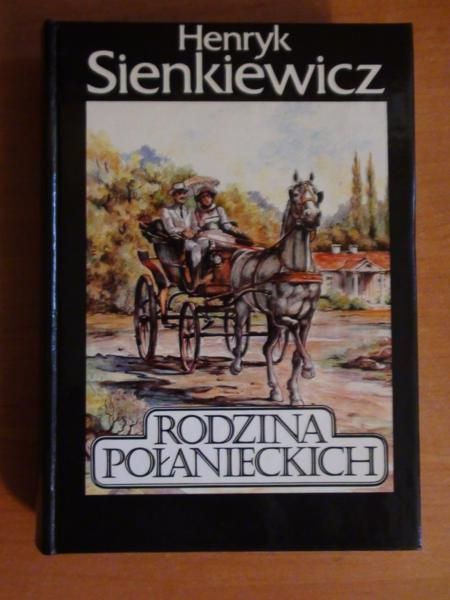 Henryk
Sienkiewicz
RODZINA
POŁANIECKICH